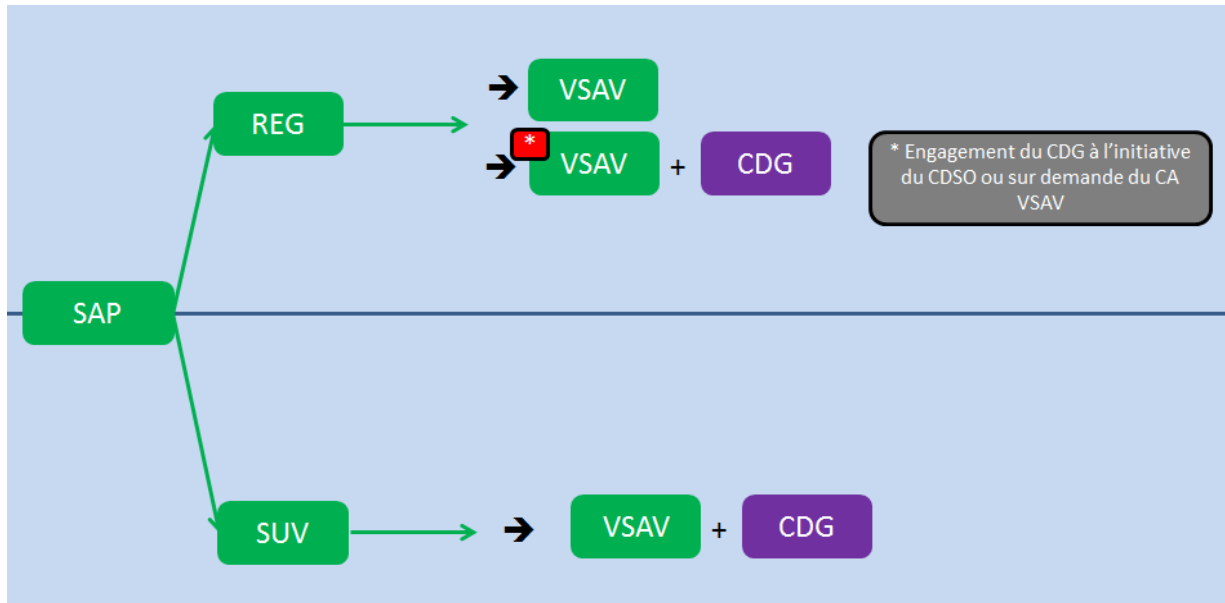 VSAV
REG
*
VSAV + CDG
* Engagement du CDG à l'initiative
du CDSO ou sur demande du CA
VSAV
SAP
SUV
VSAV + CDG